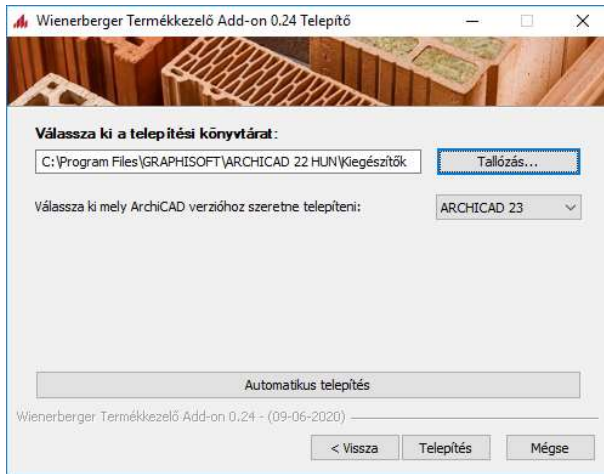 Wienerberger Termékkezelő Add-on 0.24 Telepítő
Válassza ki a telepítési könyvtárat:
C:\Program Files\GRAPHISOFT\ARCHICAD 22 HUN\Kiegészítők
Tallózás...
Válassza ki mely ArchiCAD verzióhoz szeretne telepíteni:
ARCHICAD 23
Automatikus telepítés
Wienerberger Termékkezelő Add-on 0.24 - (09-06-2020)
< Vissza
Telepítés
Mégse